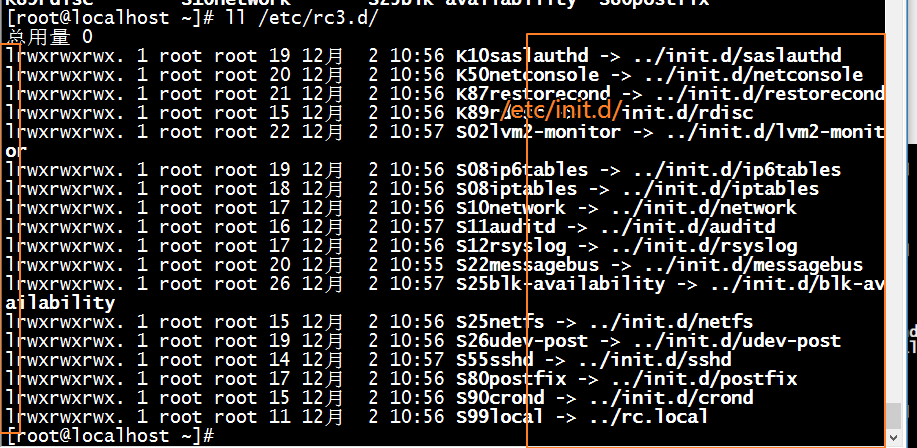 [root@localhost ~]# ll /etc/rc3.d/
总用量 0
lrwxrwxrwx. 1 root root 19 12月  2 10:56 K10saslauthd -> ../init.d/saslauthd
lrwxrwxrwx. 1 root root 20 12月  2 10:56 K50netconsole -> ../init.d/netconsole
lrwxrwxrwx. 1 root root 21 12月  2 10:56 K87restorecond -> ../init.d/restorecond
/etc/init.d/
lrwxrwxrwx. 1 root root 15 12月  2 10:56 K89rdisc -> ../init.d/rdisc
lrwxrwxrwx. 1 root root 22 12月  2 10:57 S02lvm2-monitor -> ../init.d/lvm2-monit
or
lrwxrwxrwx. 1 root root 19 12月  2 10:56 S08ip6tables -> ../init.d/ip6tables
lrwxrwxrwx. 1 root root 18 12月  2 10:56 S08iptables -> ../init.d/iptables
lrwxrwxrwx. 1 root root 17 12月  2 10:56 S10network -> ../init.d/network
lrwxrwxrwx. 1 root root 16 12月  2 10:57 S11auditd -> ../init.d/auditd
lrwxrwxrwx. 1 root root 17 12月  2 10:56 S12rsyslog -> ../init.d/rsyslog
lrwxrwxrwx. 1 root root 20 12月  2 10:55 S22messagebus -> ../init.d/messagebus
lrwxrwxrwx. 1 root root 26 12月  2 10:57 S25blk-availability -> ../init.d/blk-av
ailability
lrwxrwxrwx. 1 root root 15 12月  2 10:56 S25netfs -> ../init.d/netfs
lrwxrwxrwx. 1 root root 19 12月  2 10:56 S26udev-post -> ../init.d/udev-post
lrwxrwxrwx. 1 root root 14 12月  2 10:57 S55sshd -> ../init.d/sshd
lrwxrwxrwx. 1 root root 17 12月  2 10:56 S80postfix -> ../init.d/postfix
lrwxrwxrwx. 1 root root 15 12月  2 10:56 S90crond -> ../init.d/crond
lrwxrwxrwx. 1 root root 11 12月  2 10:56 S99local -> ../rc.local
[root@localhost ~]#